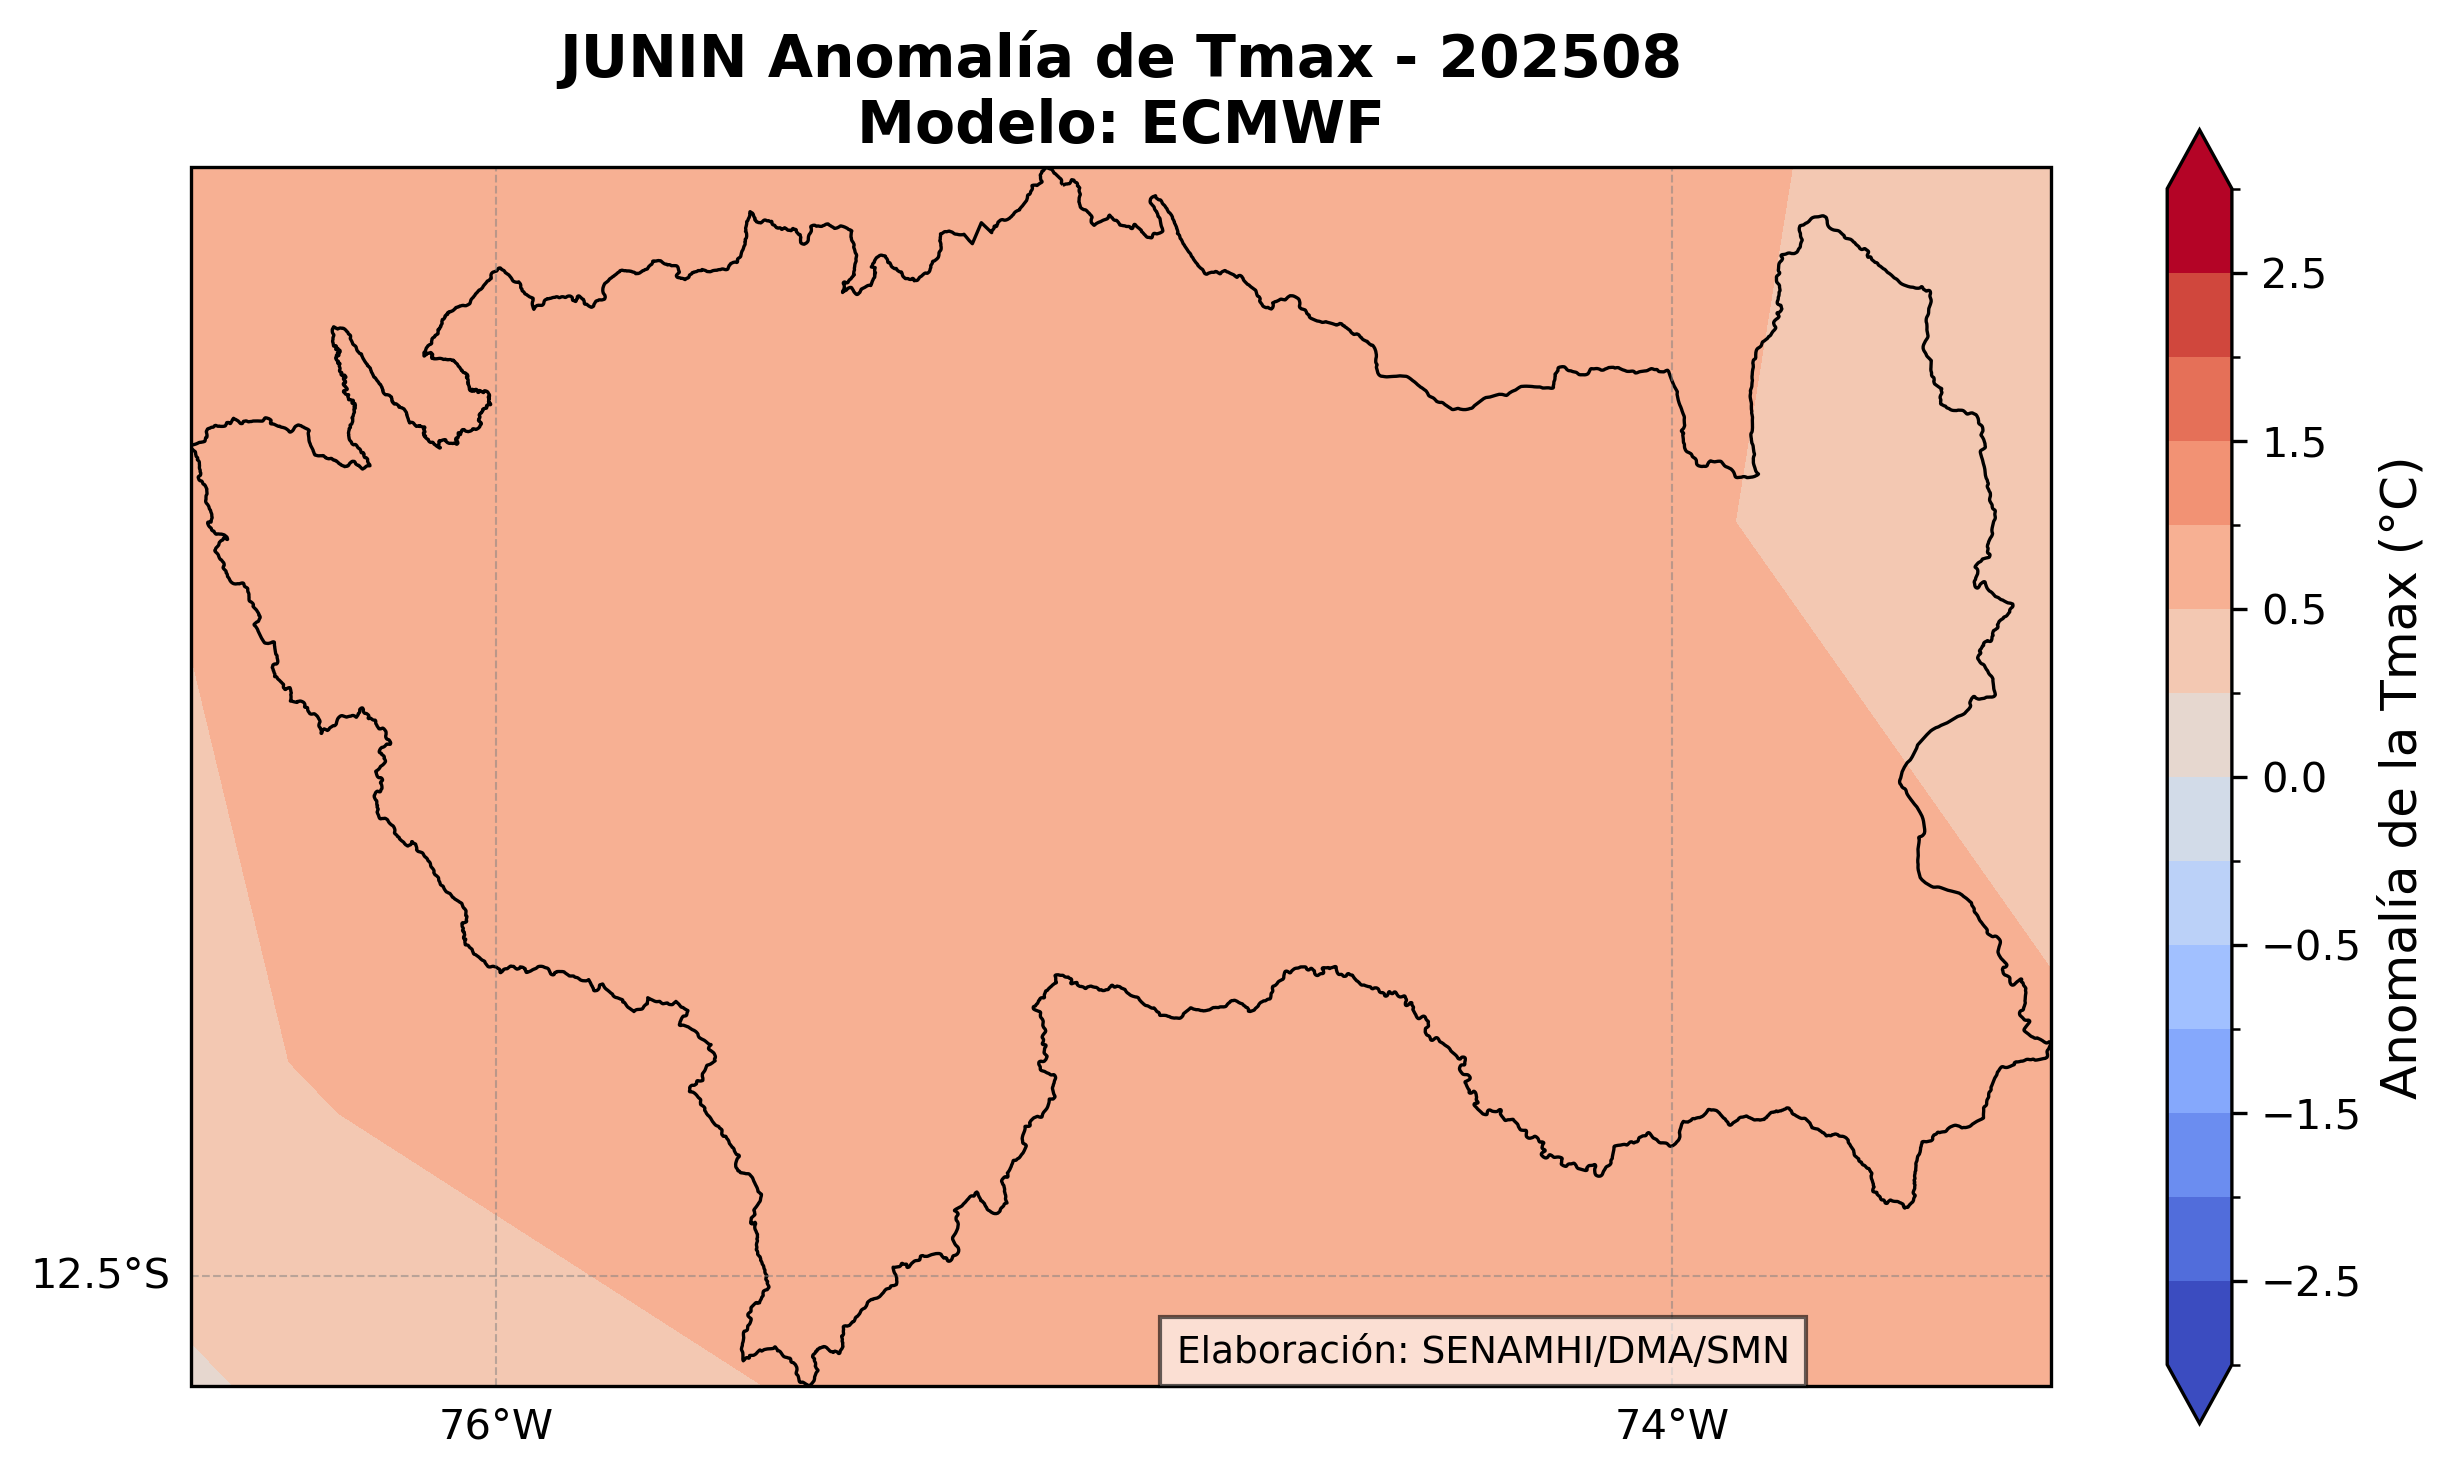 JUNIN Anomalía de Tmax - 202508
Modelo: ECMWF
2.5
1.5
0.5
0.0
−0.5
−1.5
−2.5
Anomalía de la Tmax (°C)
12.5°S
Elaboración: SENAMHI/DMA/SMN
76°W
74°W